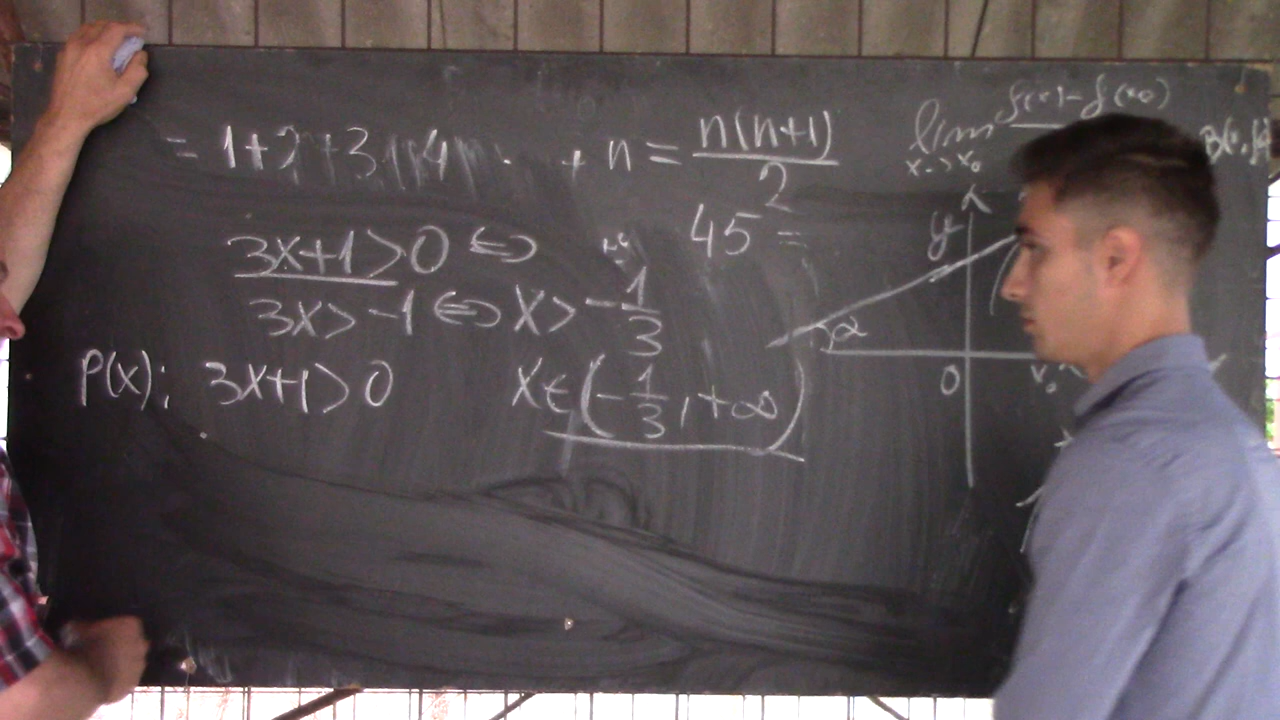 = 1+2+3 4 . + n = n(n+1)/2
45 =
3x+1>0 ⇔
3x>-1 ⇔ x>-1/3
P(x): 3x+1>0
x∈(-1/3,+∞)
lim x->x₀ f(x)-f(x₀)
y
α
0
x₀